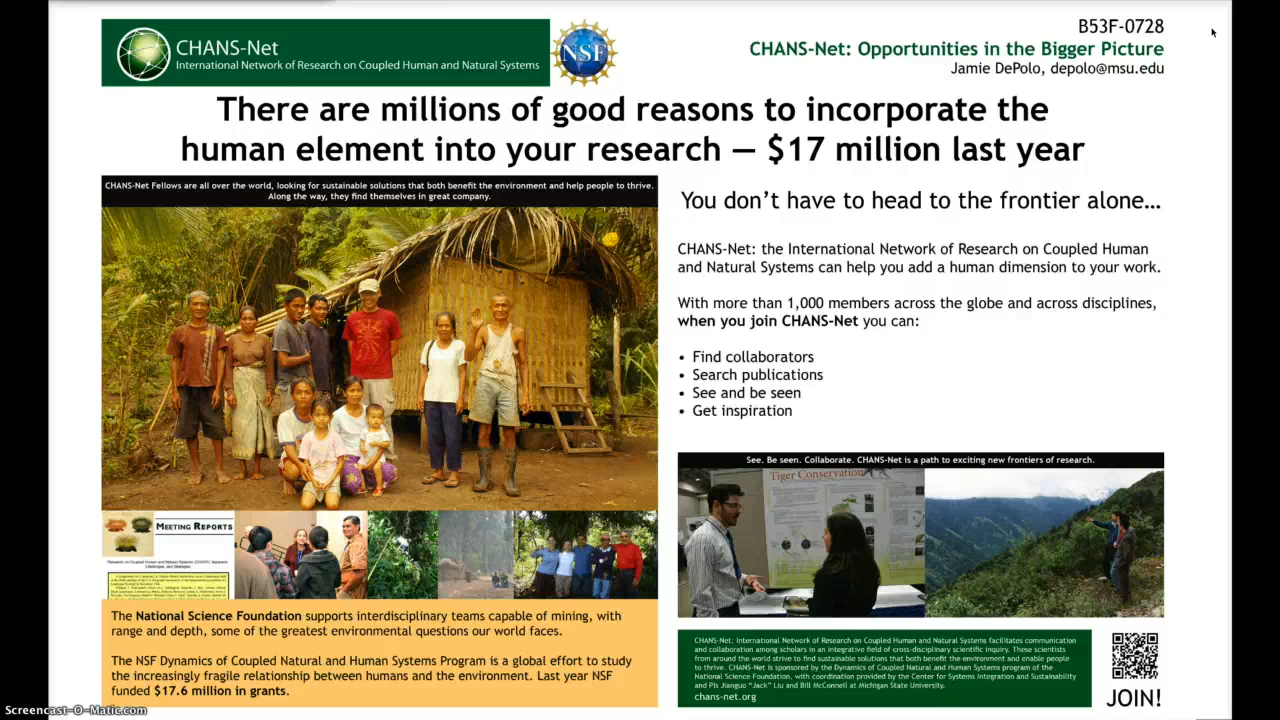 CHANS-Net
International Network of Research on Coupled Human and Natural Systems
NSF
B53F-0728
CHANS-Net: Opportunities in the Bigger Picture
Jamie DePolo, depolo@msu.edu
There are millions of good reasons to incorporate the
human element into your research — $17 million last year
CHANS-Net Fellows are all over the world, looking for sustainable solutions that both benefit the environment and help people to thrive.
Along the way, they find themselves in great company.
MEETING REPORTS
The National Science Foundation supports interdisciplinary teams capable of mining, with
range and depth, some of the greatest environmental questions our world faces.
The NSF Dynamics of Coupled Natural and Human Systems Program is a global effort to study
the increasingly fragile relationship between humans and the environment. Last year NSF
funded $17.6 million in grants.
You don’t have to head to the frontier alone…
CHANS-Net: the International Network of Research on Coupled Human
and Natural Systems can help you add a human dimension to your work.
With more than 1,000 members across the globe and across disciplines,
when you join CHANS-Net you can:
• Find collaborators
• Search publications
• See and be seen
• Get inspiration
See. Be seen. Collaborate. CHANS-Net is a path to exciting new frontiers of research.
Tiger Conservation
CHANS-Net: International Network of Research on Coupled Human and Natural Systems facilitates communication
and collaboration among scholars in an integrative field of cross-disciplinary scientific inquiry. These scientists
from around the world strive to find sustainable solutions that both benefit the environment and enable people
to thrive. CHANS-Net is sponsored by the Dynamics of Coupled Natural and Human Systems program of the
National Science Foundation, with coordination provided by the Center for Systems Integration and Sustainability
and PIs Jianguo “Jack” Liu and Bill McConnell at Michigan State University.
chans-net.org
JOIN!
Screencast-O-Matic.com